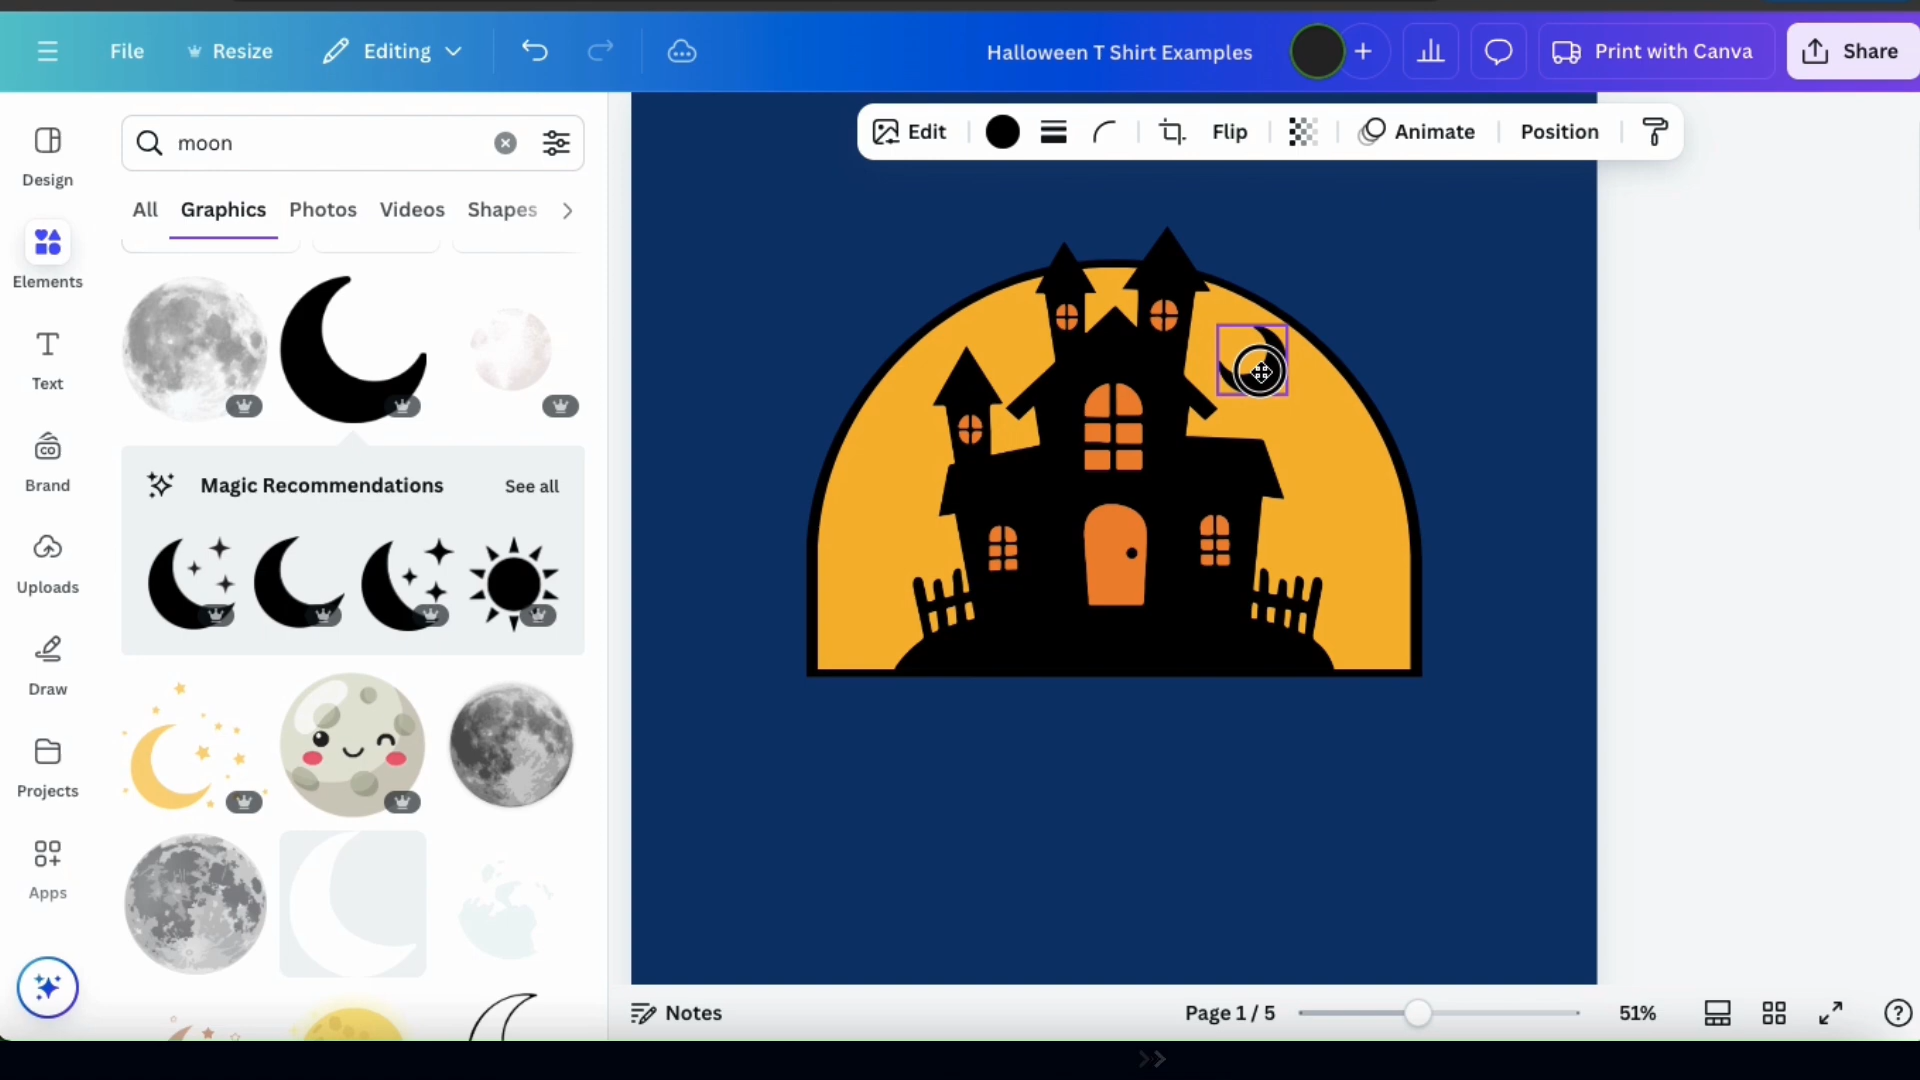 File
Resize
Editing
Halloween T Shirt Examples
Print with Canva
Share
Design
Elements
Text
Brand
Uploads
Draw
Projects
Apps
moon
All
Graphics
Photos
Videos
Shapes
Magic Recommendations
See all
Edit
Flip
Animate
Position
Notes
Page 1 / 5
51%